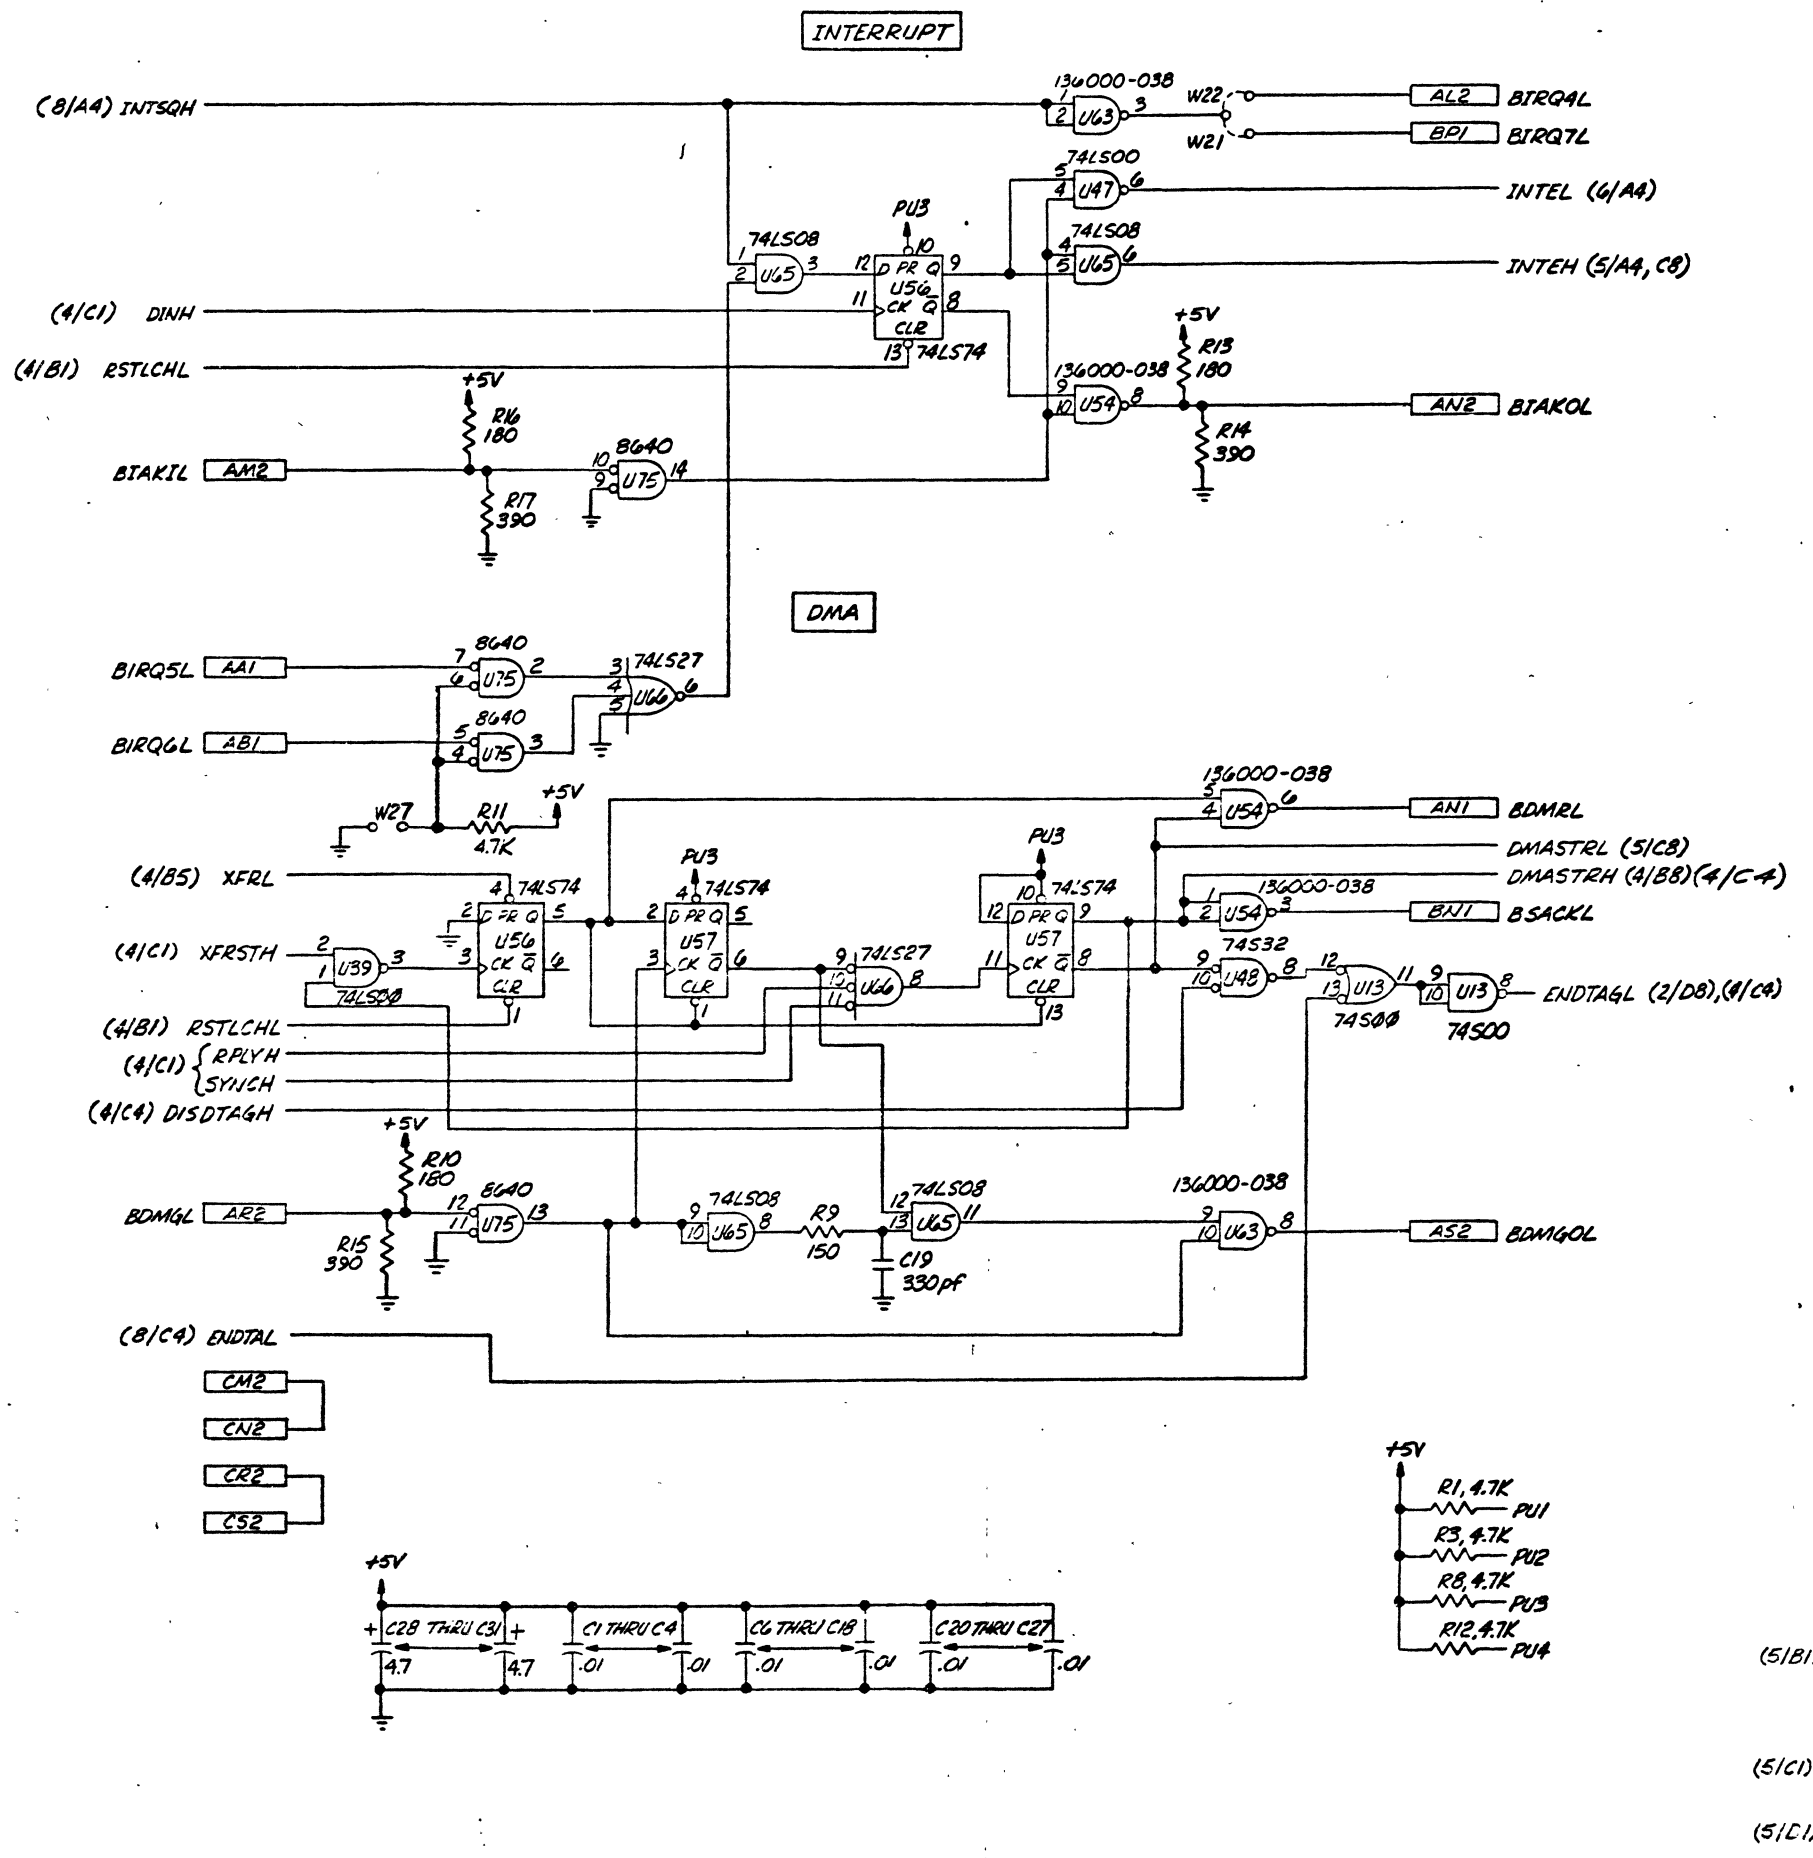 INTERRUPT
136000-038
(8/A4) INTSQH
1
2
U63
3
W22
W21
AL2 BIRQ4L
BP1 BIRQ7L
74LS00
5
4
U47
6
INTEL (6/A4)
PU3
74LS08
1
2
U65
3
10
12 D PR Q 9
U56
11 CK Q 8
CLR
13 74LS74
74LS08
4
5
U65
6
INTEH (5/A4, C8)
(4/C1) DINH
(4/B1) RSTLCHL
+5V
R13
180
136000-038
9
10
U54
8
AN2 BIAKOL
R14
390
+5V
R16
180
BIAKIL AM2
R17
390
8640
10
9
U75
14
DMA
8640
BIRQ5L AA1
7
6
U75
2
74LS27
3
4
5
U66
6
8640
BIRQ6L AB1
5
4
U75
3
W27
R11
4.7K
+5V
136000-038
5
4
U54
6
AN1 BDMRL
DMASTRL (5/C8)
DMASTRH (4/B8)(4/C4)
(4/B5) XFRL
4 74LS74
2 D PR Q 5
U56
3 CK Q 6
CLR
1
PU3
4 74LS74
2 D PR Q 5
U57
3 CK Q 6
CLR
1
PU3
10 74LS74
12 D PR Q 9
U57
11 CK Q 8
CLR
13
136000-038
1
2
U54
3
BN1 BSACKL
(4/C1) XFRSTH
2
1
U39
3
74LS00
74LS27
9
10
11
U66
8
74S32
9
10
U48
8
12
13
U13
11
74S00
9
10
U13
8
74S00
ENDTAGL (2/D8),(4/C4)
(4/B1) RSTLCHL
(4/C1) { RPLYH
SYNCH
(4/C4) DISDTAGH
+5V
R10
180
BDMGL AR2
R15
390
8640
12
11
U75
13
74LS08
9
10
U65
8
R9
150
C19
330pf
74LS08
12
13
U65
11
136000-038
9
10
U63
8
AS2 BDMGOL
(8/C4) ENDTAL
CM2
CN2
CR2
CS2
+5V
R1, 4.7K
PU1
R3, 4.7K
PU2
R8, 4.7K
PU3
R12, 4.7K
PU4
+5V
+ C28 THRU C31 +
4.7 4.7
C1 THRU C4
.01 .01
C6 THRU C18
.01 .01
C20 THRU C27
.01 .01
(5/B1
(5/C1)